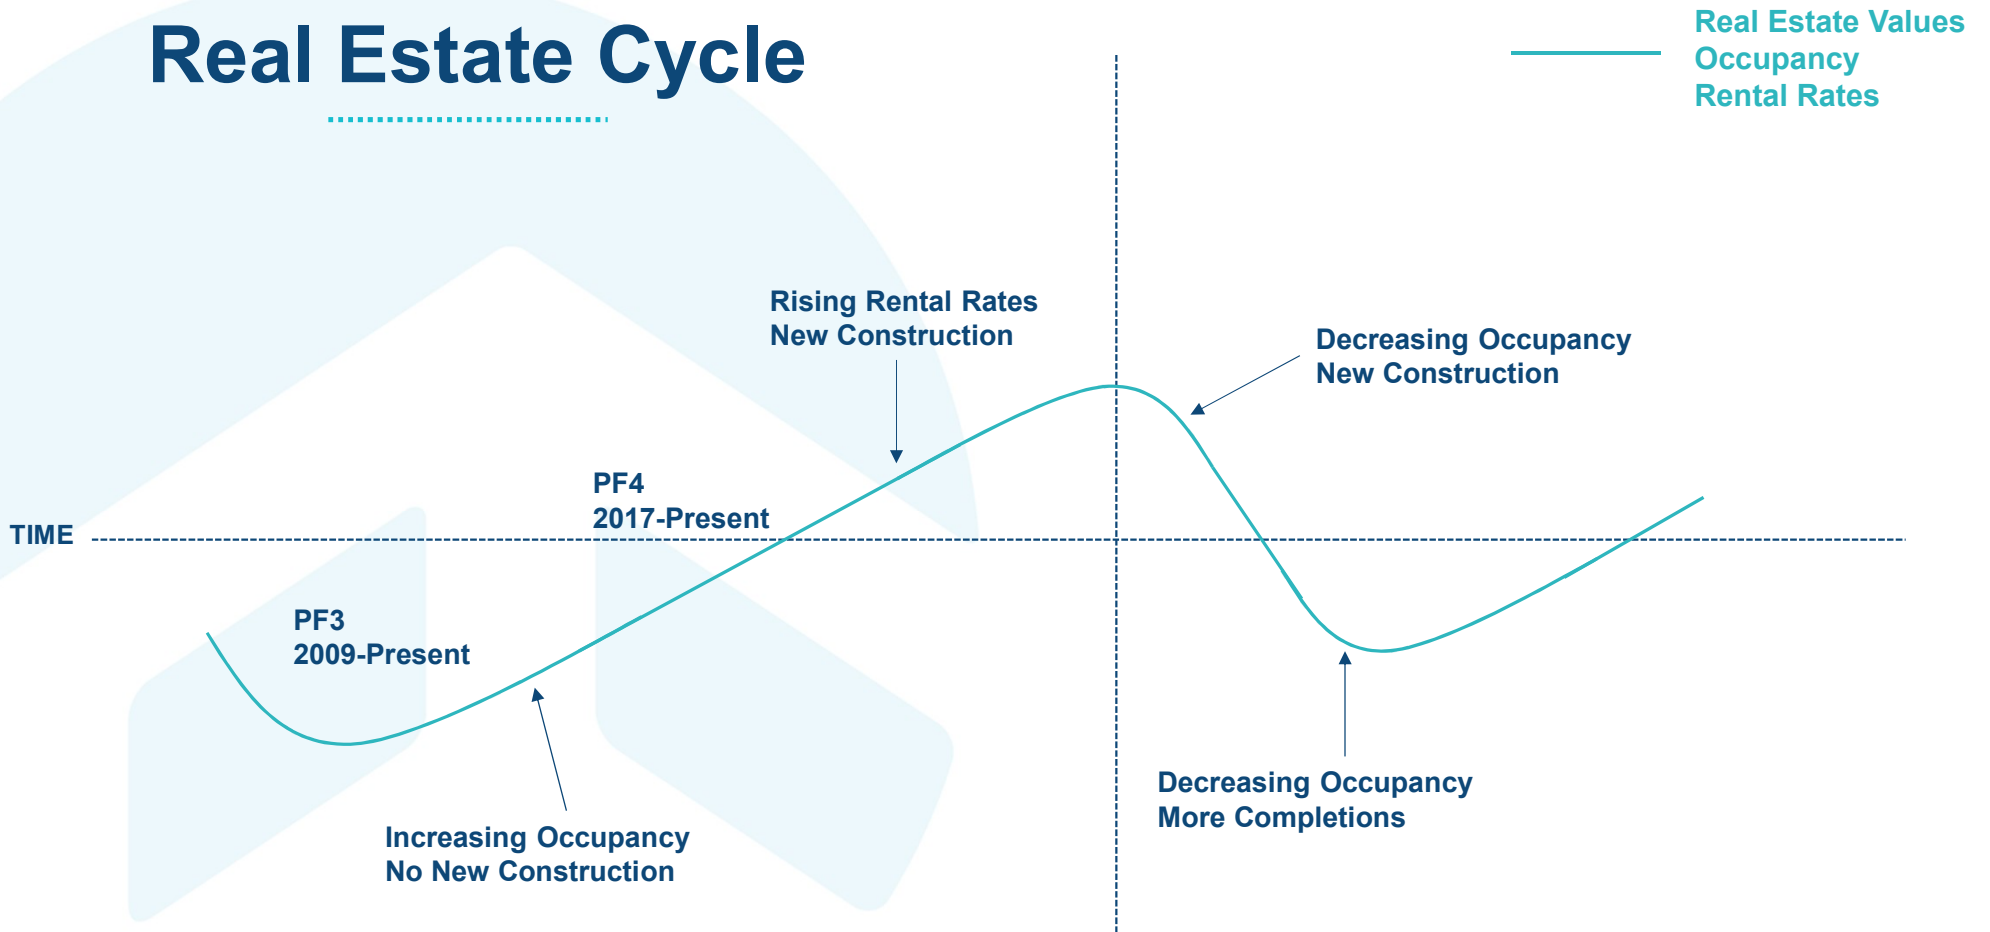 Real Estate Cycle
Real Estate Values
Occupancy
Rental Rates
Rising Rental Rates
New Construction
Decreasing Occupancy
New Construction
PF4
2017-Present
TIME
PF3
2009-Present
Decreasing Occupancy
More Completions
Increasing Occupancy
No New Construction